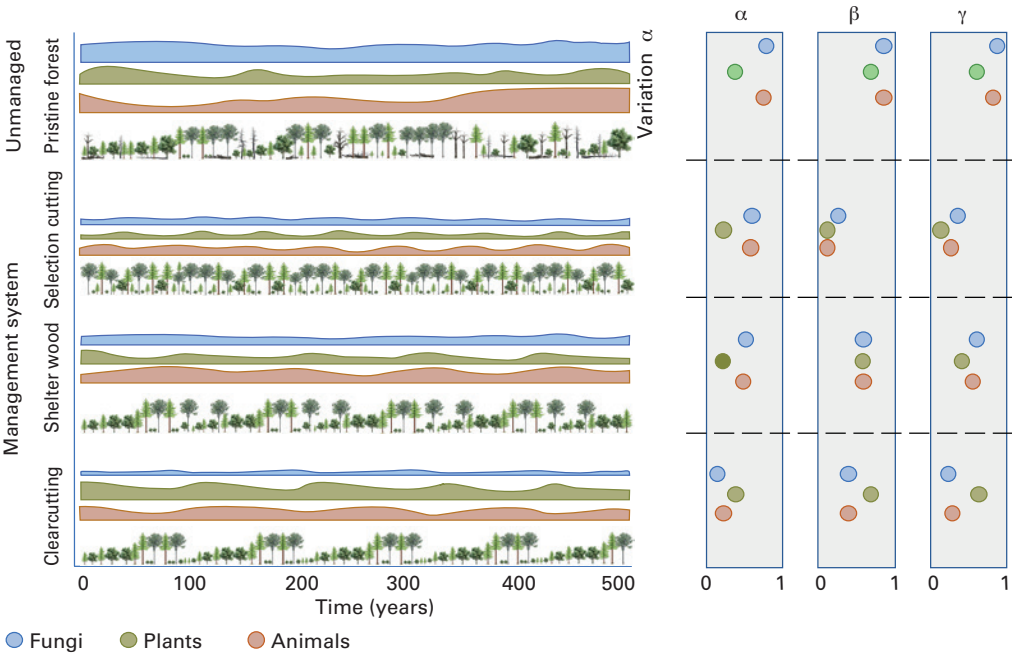 α β γ
Unmanaged
Pristine forest
Variation α
Management system
Selection cutting
Shelter wood
Clearcutting
0 100 200 300 400 500
Time (years)
0 1 0 1 0 1
Fungi Plants Animals